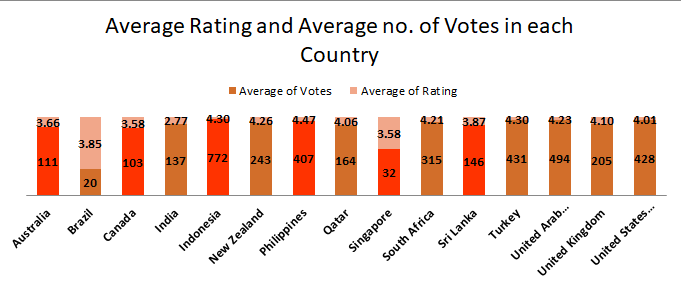 Average Rating and Average no. of Votes in each
Country
Average of Votes Average of Rating
3.66 3.85 3.58 2.77 4.30 4.26 4.47 4.06 3.58 4.21 3.87 4.30 4.23 4.10 4.01
111 20 103 137 772 243 407 164 32 315 146 431 494 205 428
Australia Brazil Canada India Indonesia New Zealand Philippines Qatar Singapore South Africa Sri Lanka Turkey United Arab... United Kingdom United States...